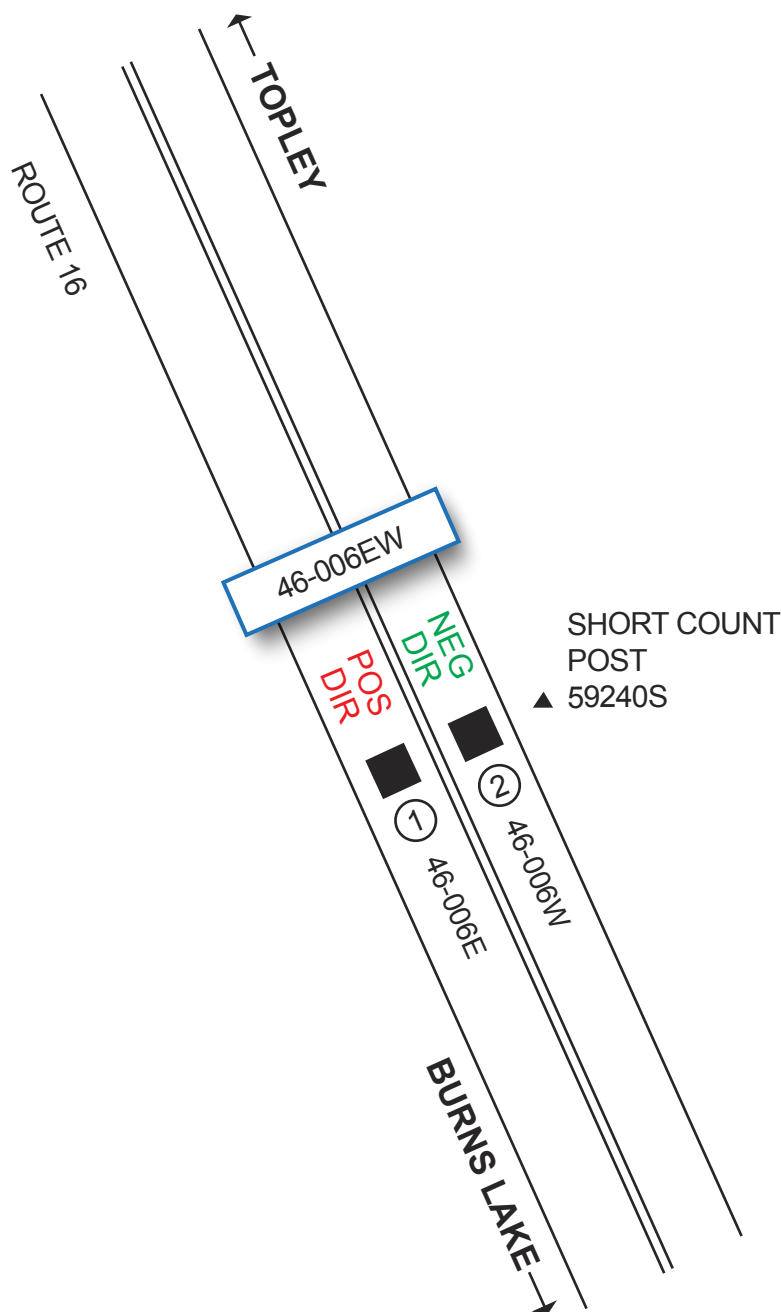 TOPLEY
ROUTE 16
46-006EW
NEG
DIR
POS
DIR
SHORT COUNT
POST
59240S
2
46-006W
1
46-006E
BURNS LAKE